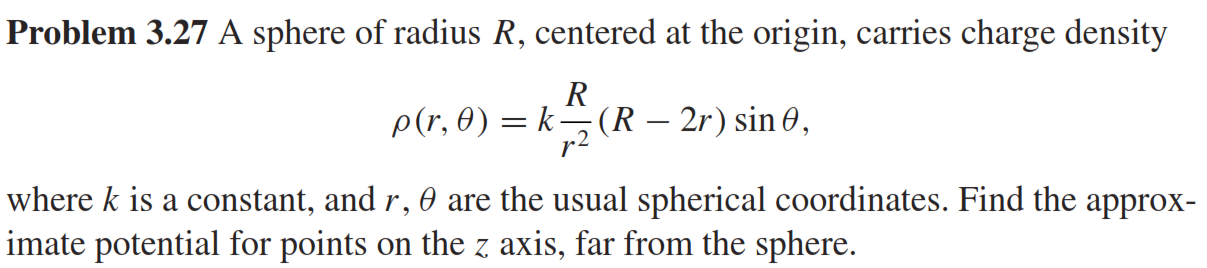 Problem 3.27 A sphere of radius R, centered at the origin, carries charge density
ρ(r, θ) = k R/r² (R − 2r) sin θ,
where k is a constant, and r, θ are the usual spherical coordinates. Find the approx-
imate potential for points on the z axis, far from the sphere.